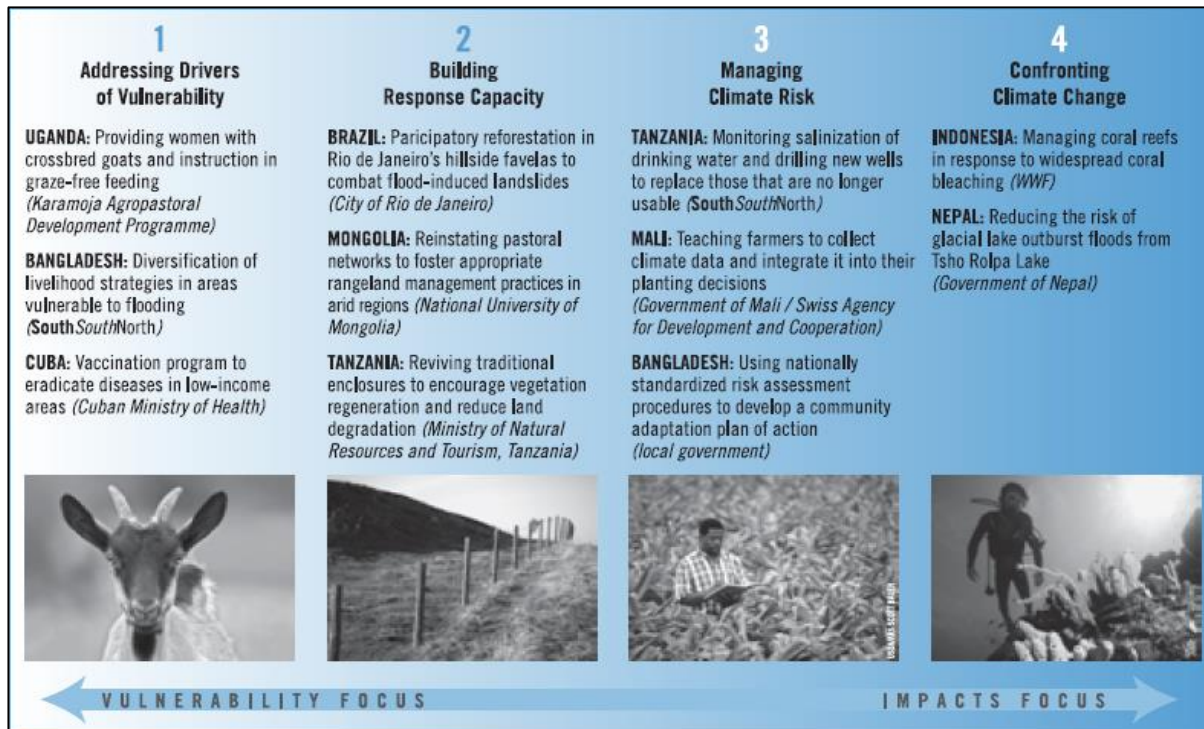 1
Addressing Drivers
of Vulnerability
UGANDA: Providing women with
crossbred goats and instruction in
graze-free feeding
(Karamoja Agropastoral
Development Programme)
BANGLADESH: Diversification of
livelihood strategies in areas
vulnerable to flooding
(SouthSouthNorth)
CUBA: Vaccination program to
eradicate diseases in low-income
areas (Cuban Ministry of Health)
2
Building
Response Capacity
BRAZIL: Paricipatory reforestation in
Rio de Janeiro's hillside favelas to
combat flood-induced landslides
(City of Rio de Janeiro)
MONGOLIA: Reinstating pastoral
networks to foster appropriate
rangeland management practices in
arid regions (National University of
Mongolia)
TANZANIA: Reviving traditional
enclosures to encourage vegetation
regeneration and reduce land
degradation (Ministry of Natural
Resources and Tourism, Tanzania)
3
Managing
Climate Risk
TANZANIA: Monitoring salinization of
drinking water and drilling new wells
to replace those that are no longer
usable (SouthSouthNorth)
MALI: Teaching farmers to collect
climate data and integrate it into their
planting decisions
(Government of Mali / Swiss Agency
for Development and Cooperation)
BANGLADESH: Using nationally
standardized risk assessment
procedures to develop a community
adaptation plan of action
(local government)
4
Confronting
Climate Change
INDONESIA: Managing coral reefs
in response to widespread coral
bleaching (WWF)
NEPAL: Reducing the risk of
glacial lake outburst floods from
Tsho Rolpa Lake
(Government of Nepal)
VULNERABILITY FOCUS
IMPACTS FOCUS